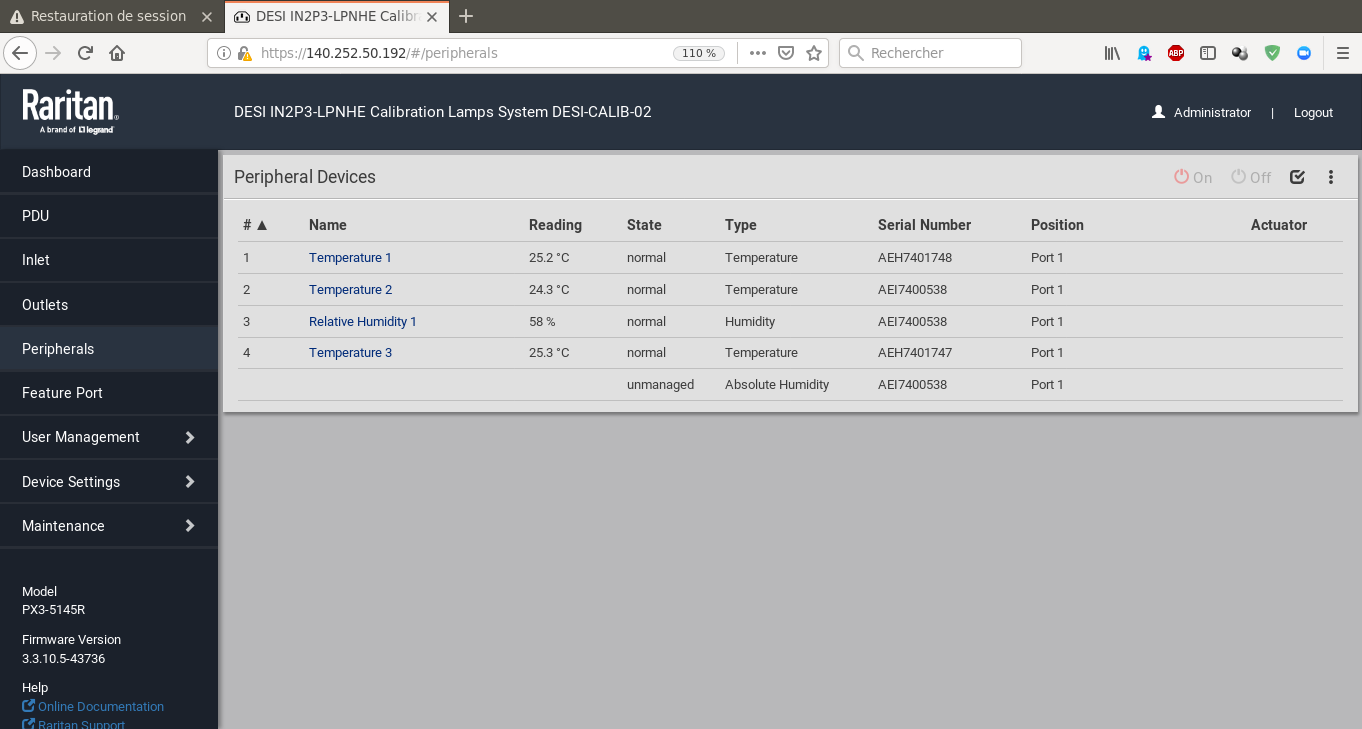 Restauration de session
DESI IN2P3-LPNHE Calibr
https://140.252.50.192/#/peripherals
110 %
Rechercher
ABP
Raritan.
A brand of legrand
DESI IN2P3-LPNHE Calibration Lamps System DESI-CALIB-02
Administrator | Logout
Dashboard
PDU
Inlet
Outlets
Peripherals
Feature Port
User Management
Device Settings
Maintenance
Model
PX3-5145R
Firmware Version
3.3.10.5-43736
Help
Online Documentation
Raritan Support
Peripheral Devices
On Off
# ▲ Name Reading State Type Serial Number Position Actuator
1 Temperature 1 25.2 °C normal Temperature AEH7401748 Port 1
2 Temperature 2 24.3 °C normal Temperature AEI7400538 Port 1
3 Relative Humidity 1 58 % normal Humidity AEI7400538 Port 1
4 Temperature 3 25.3 °C normal Temperature AEH7401747 Port 1
unmanaged Absolute Humidity AEI7400538 Port 1